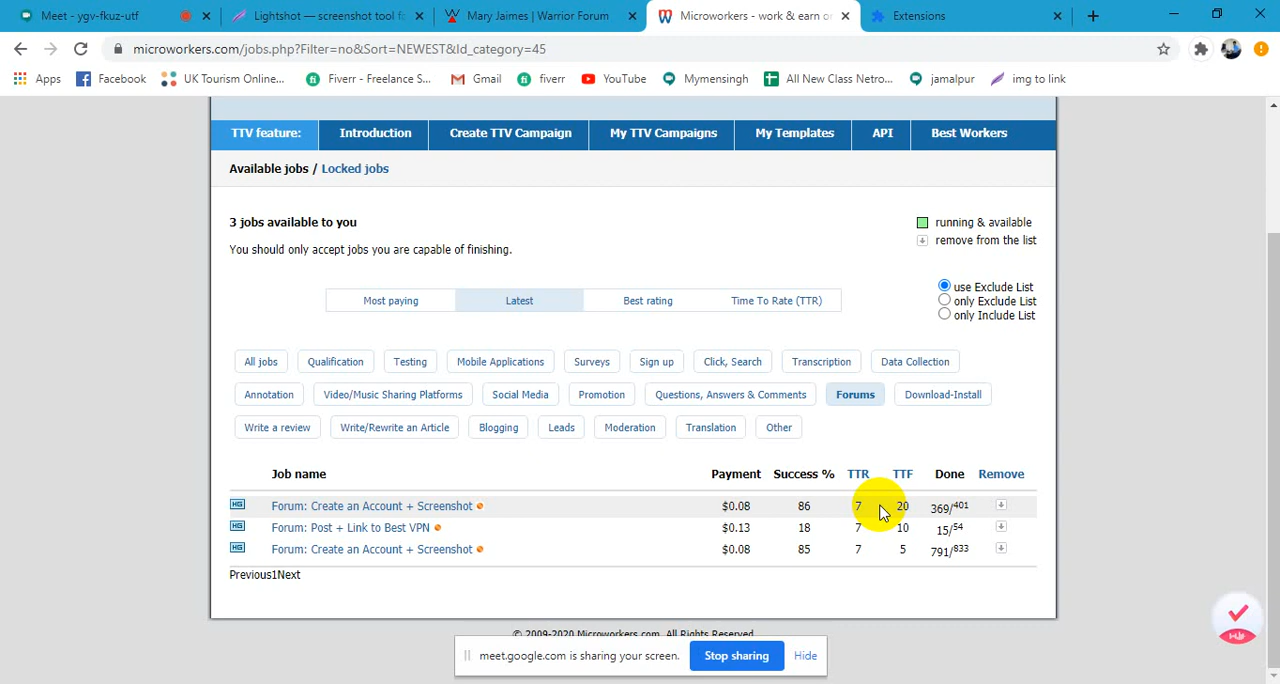 Meet - ygv-fkuz-utf
Lightshot — screenshot tool f
Mary Jaimes | Warrior Forum
Microworkers - work & earn o
Extensions
microworkers.com/jobs.php?Filter=no&Sort=NEWEST&Id_category=45
Apps Facebook UK Tourism Online... Fiverr - Freelance S... Gmail fiverr YouTube Mymensingh All New Class Netro... jamalpur img to link
TTV feature: Introduction Create TTV Campaign My TTV Campaigns My Templates API Best Workers
Available jobs / Locked jobs
3 jobs available to you
running & available
You should only accept jobs you are capable of finishing.
remove from the list
use Exclude List
only Exclude List
only Include List
Most paying Latest Best rating Time To Rate (TTR)
All jobs Qualification Testing Mobile Applications Surveys Sign up Click, Search Transcription Data Collection
Annotation Video/Music Sharing Platforms Social Media Promotion Questions, Answers & Comments Forums Download-Install
Write a review Write/Rewrite an Article Blogging Leads Moderation Translation Other
Job name Payment Success % TTR TTF Done Remove
HG Forum: Create an Account + Screenshot $0.08 86 7 20 369/401
HG Forum: Post + Link to Best VPN $0.13 18 7 10 15/54
HG Forum: Create an Account + Screenshot $0.08 85 7 5 791/833
Previous1Next
© 2009-2020 Microworkers.com. All Rights Reserved
meet.google.com is sharing your screen. Stop sharing Hide